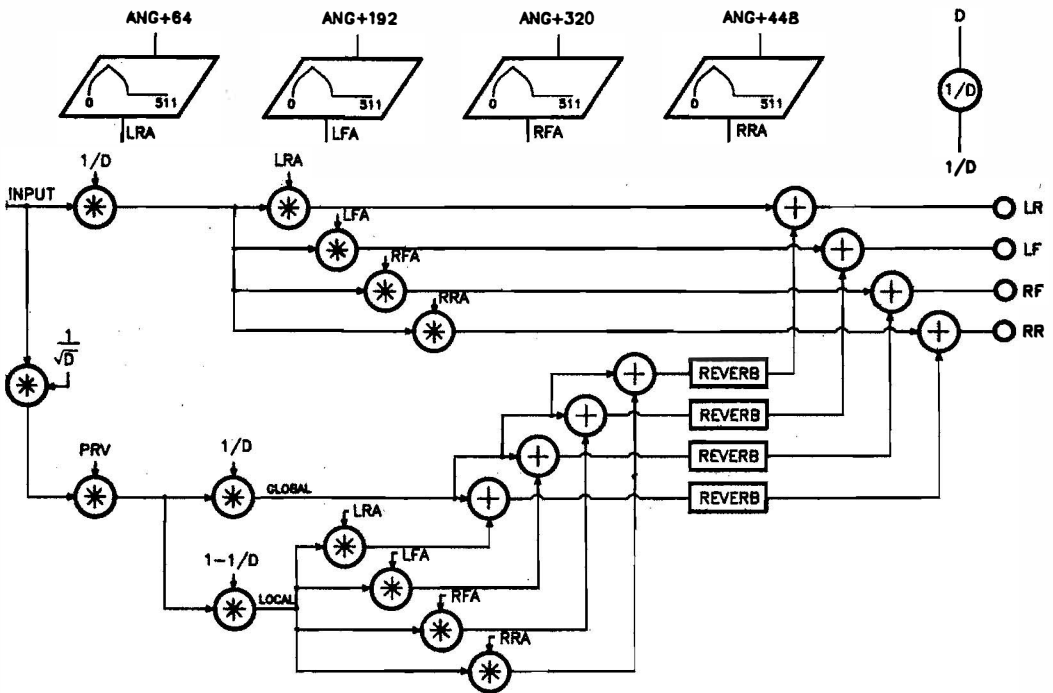 ANG+64 ANG+192 ANG+320 ANG+448 D
0 511 0 511 0 511 0 511 1/D
LRA LFA RFA RRA
1/D
1/D LRA
INPUT * * + LR
LFA
* + LF
RFA
* + RF
RRA
* + RR
1/√D
* + REVERB
+ REVERB
PRV 1/D + REVERB
* * GLOBAL + REVERB
LRA
*
1-1/D LFA
*
* LOCAL RFA
*
RRA
*